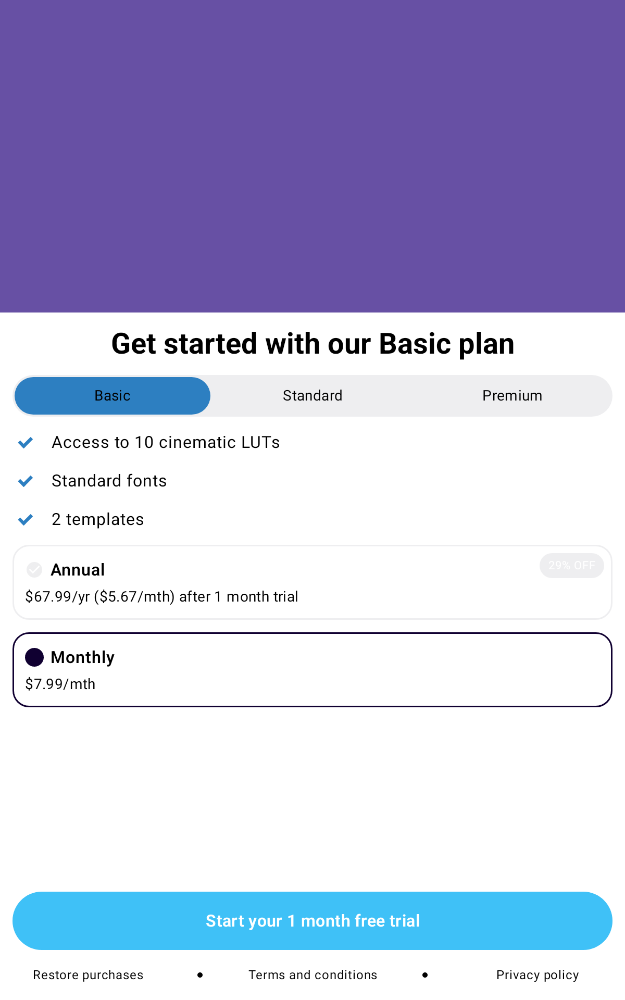 Get started with our Basic plan
Basic
Standard
Premium
Access to 10 cinematic LUTs
Standard fonts
2 templates
Annual
29% OFF
$67.99/yr ($5.67/mth) after 1 month trial
Monthly
$7.99/mth
Start your 1 month free trial
Restore purchases
Terms and conditions
Privacy policy